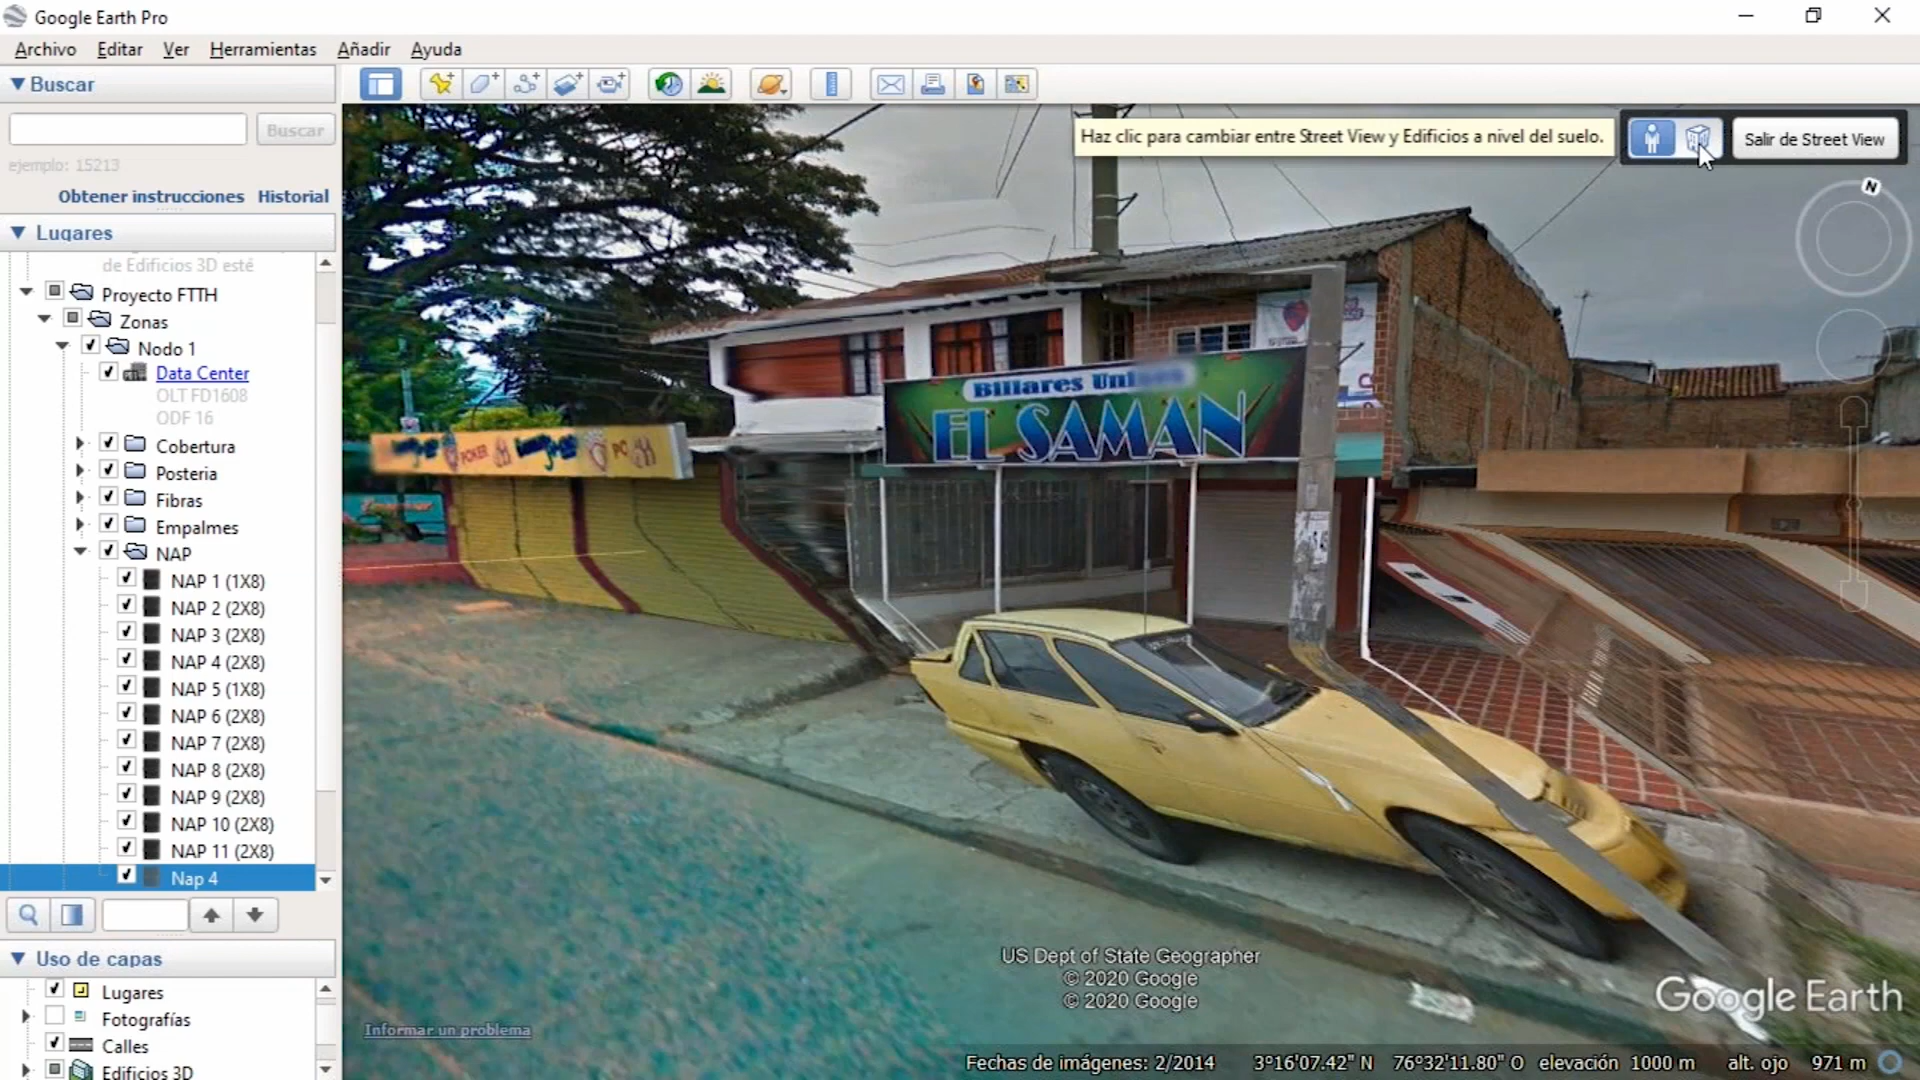 Google Earth Pro
Archivo Editar Ver Herramientas Añadir Ayuda
Buscar
Buscar
ejemplo: 15213
Obtener instrucciones Historial
Lugares
de Edificios 3D esté
Proyecto FTTH
Zonas
Nodo 1
Data Center
OLT FD1608
ODF 16
Cobertura
Posteria
Fibras
Empalmes
NAP
NAP 1 (1X8)
NAP 2 (2X8)
NAP 3 (2X8)
NAP 4 (2X8)
NAP 5 (1X8)
NAP 6 (2X8)
NAP 7 (2X8)
NAP 8 (2X8)
NAP 9 (2X8)
NAP 10 (2X8)
NAP 11 (2X8)
Nap 4
Uso de capas
Lugares
Fotografías
Calles
Edificios 3D
Haz clic para cambiar entre Street View y Edificios a nivel del suelo.
Salir de Street View
N
Billares
EL SAMAN
POKER
US Dept of State Geographer
© 2020 Google
© 2020 Google
Google Earth
Informar un problema
Fechas de imágenes: 2/2014 3°16'07.42" N 76°32'11.80" O elevación 1000 m alt. ojo 971 m